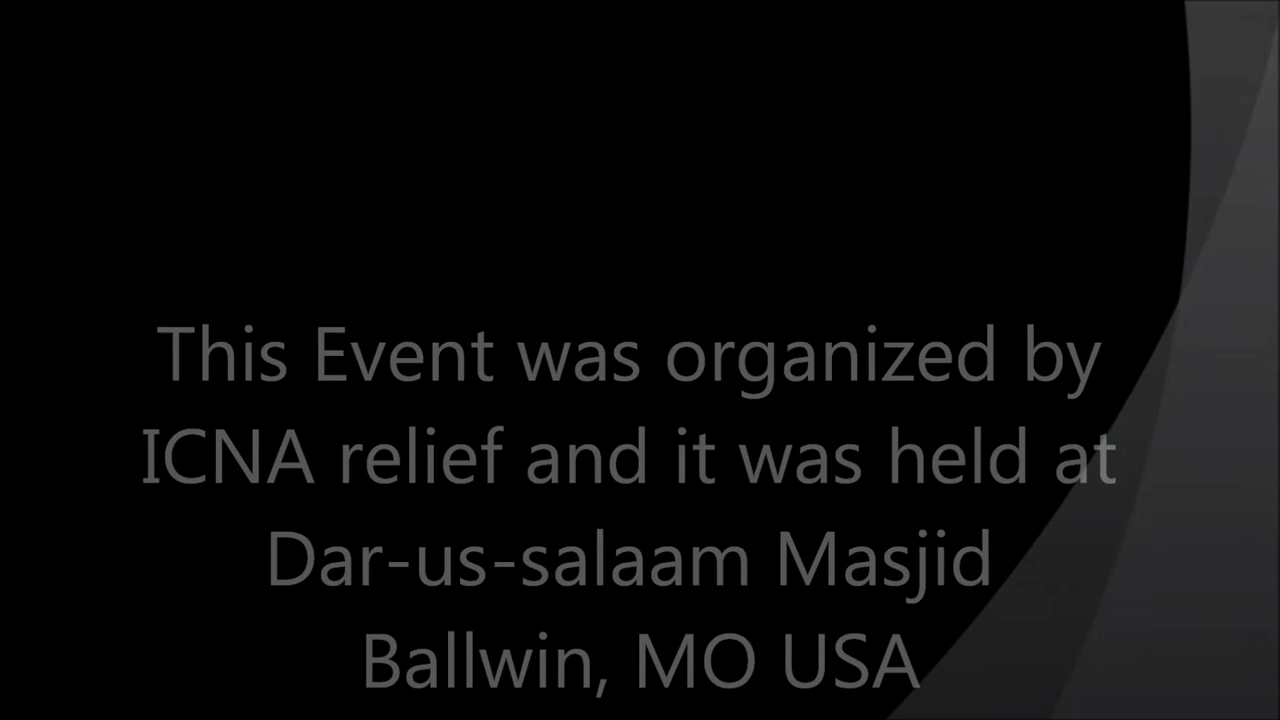 This Event was organized by
ICNA relief and it was held at
Dar-us-salaam Masjid
Ballwin, MO USA